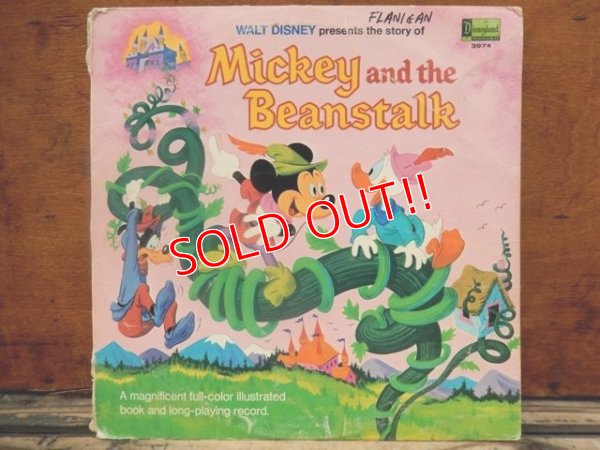 FLANIGAN
WALT DISNEY presents the story of
Disneyland
3974
Mickey and the
Beanstalk
SOLD OUT!!
A magnificent full-color illustrated
book and long-playing record.